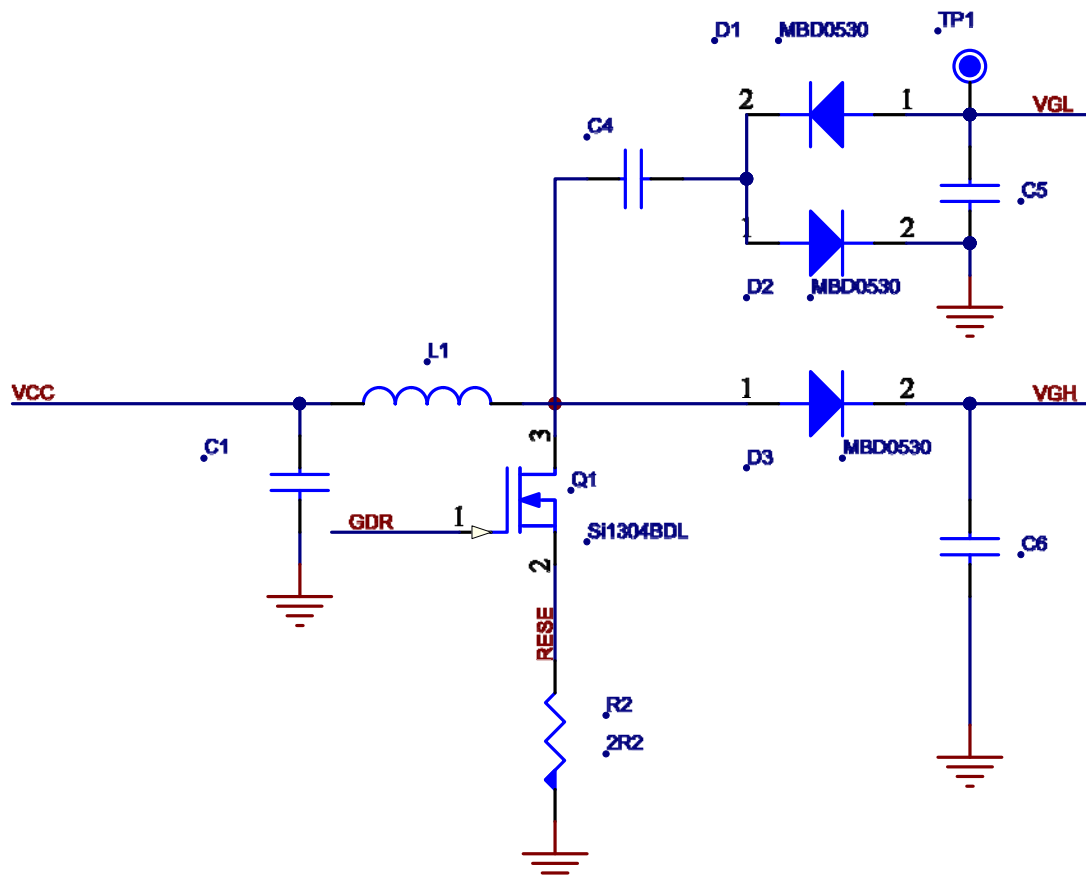 D1 MBD0530 TP1
2 1 VGL
C4
C5
1 2
D2 MBD0530
L1
VCC 1 2 VGH
C1 3 D3 MBD0530
Q1
GDR 1
Si1304BDL
C6
2
RESE
R2
2R2